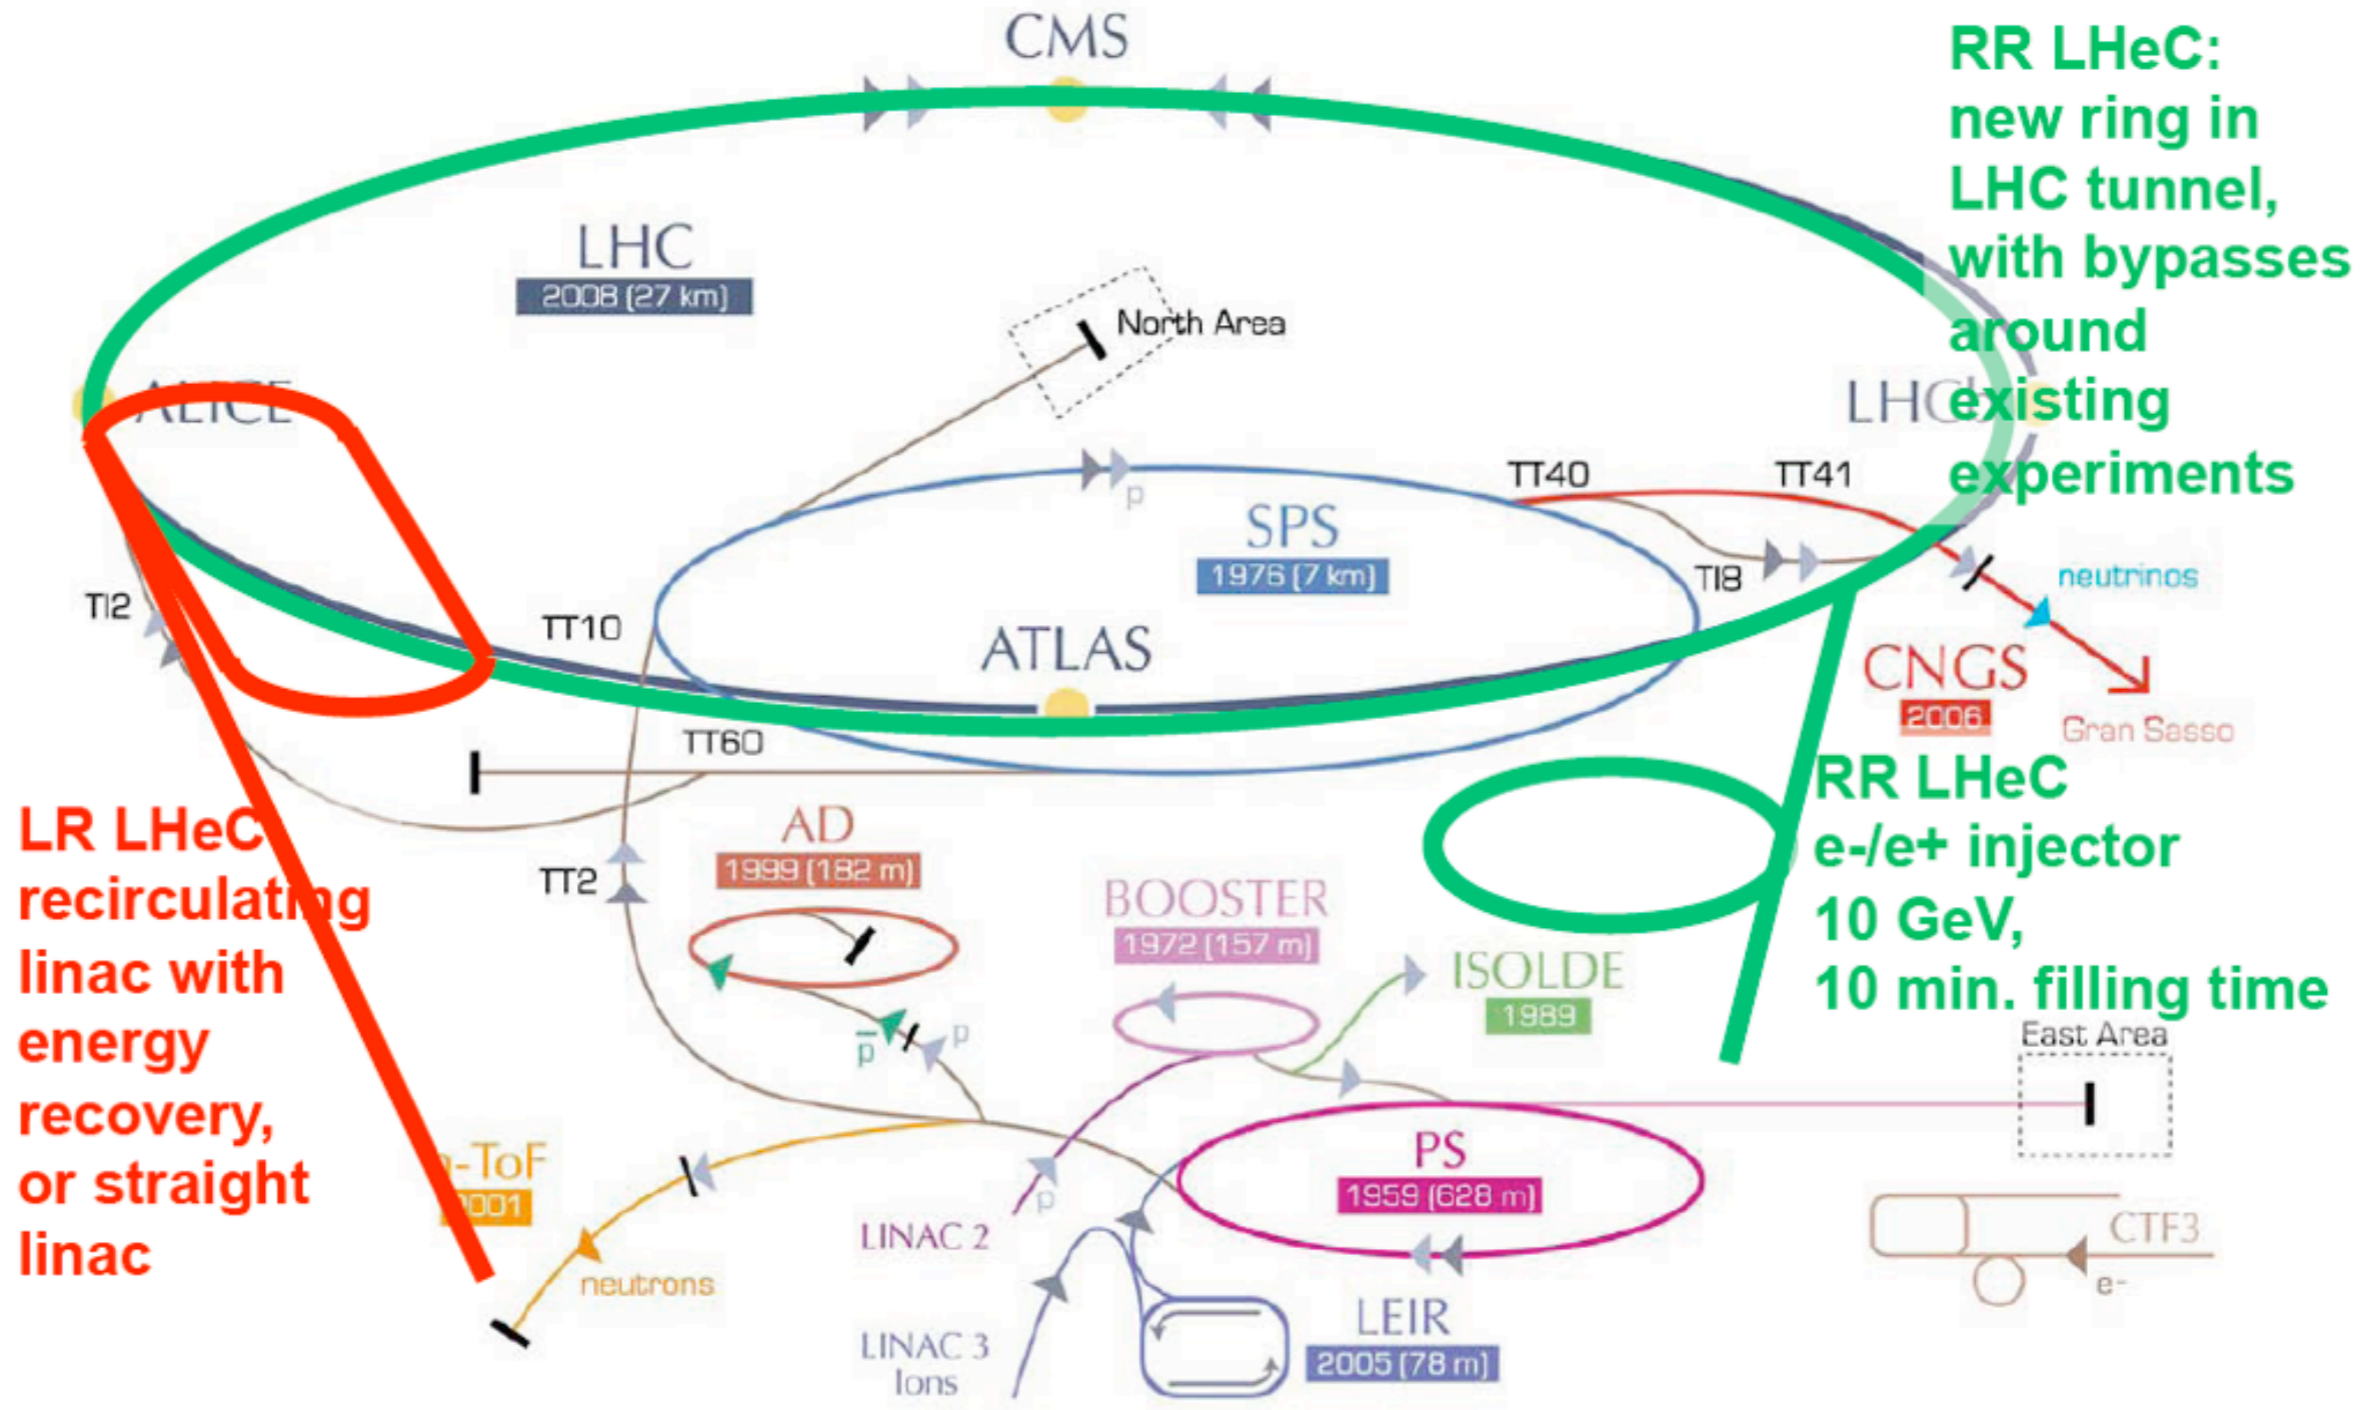 CMS
RR LHeC:
new ring in
LHC tunnel,
with bypasses
around
existing
experiments
LHC
2008 (27 km)
North Area
ALICE
LHCb
TT40
TT41
p
SPS
1976 (7 km)
TI8
neutrinos
TI2
TT10
ATLAS
CNGS
2006
Gran Sasso
TT60
RR LHeC
e-/e+ injector
10 GeV,
10 min. filling time
LR LHeC
recirculating
linac with
energy
recovery,
or straight
linac
AD
1999 (182 m)
TT2
BOOSTER
1972 (157 m)
ISOLDE
1989
p̅
p
East Area
n-ToF
2001
neutrons
PS
1959 (628 m)
p
LINAC 2
CTF3
e-
LEIR
2005 (78 m)
LINAC 3
Ions